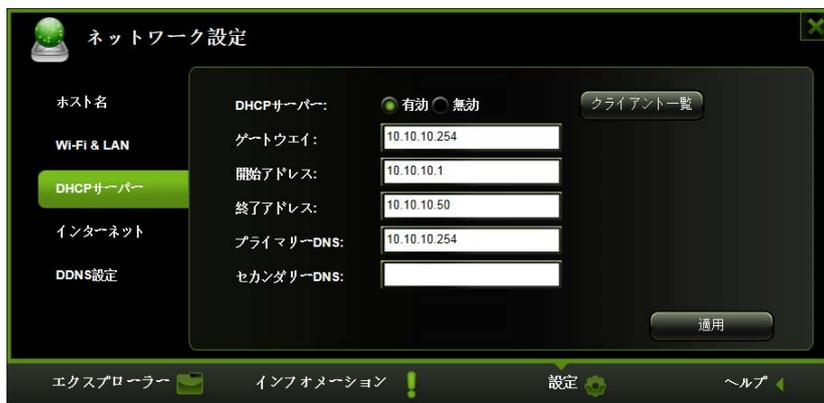 ネットワーク設定
ホスト名
Wi-Fi & LAN
DHCPサーバー
インターネット
DDNS設定
DHCPサーバー: 有効 無効 クライアント一覧
ゲートウエイ: 10.10.10.254
開始アドレス: 10.10.10.1
終了アドレス: 10.10.10.50
プライマリーDNS: 10.10.10.254
セカンダリーDNS:
適用
エクスプローラー インフォメーション 設定 ヘルプ